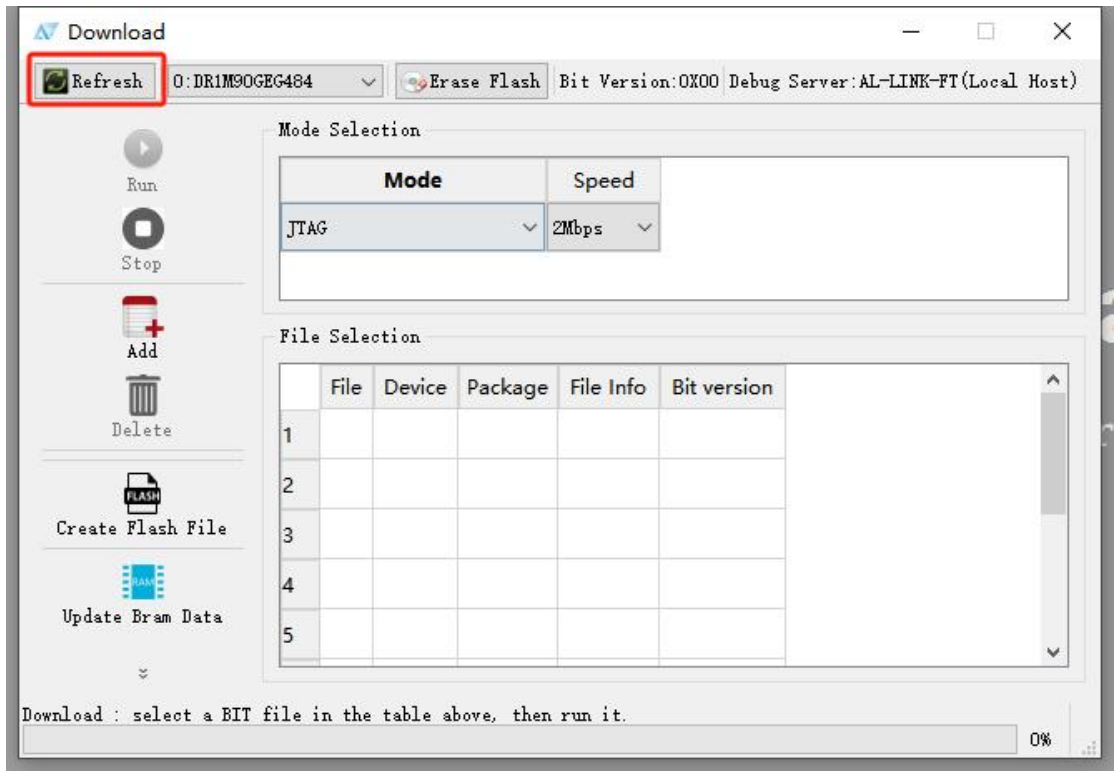 Download
Refresh 0:DR1M90GEG484 Erase Flash Bit Version:0X00 Debug Server:AL-LINK-FT(Local Host)
Run
Stop
Add
Delete
FLASH
Create Flash File
RAM
Update Bram Data
Mode Selection
Mode Speed
JTAG 2Mbps
File Selection
File Device Package File Info Bit version
1
2
3
4
5
Download : select a BIT file in the table above, then run it.
0%